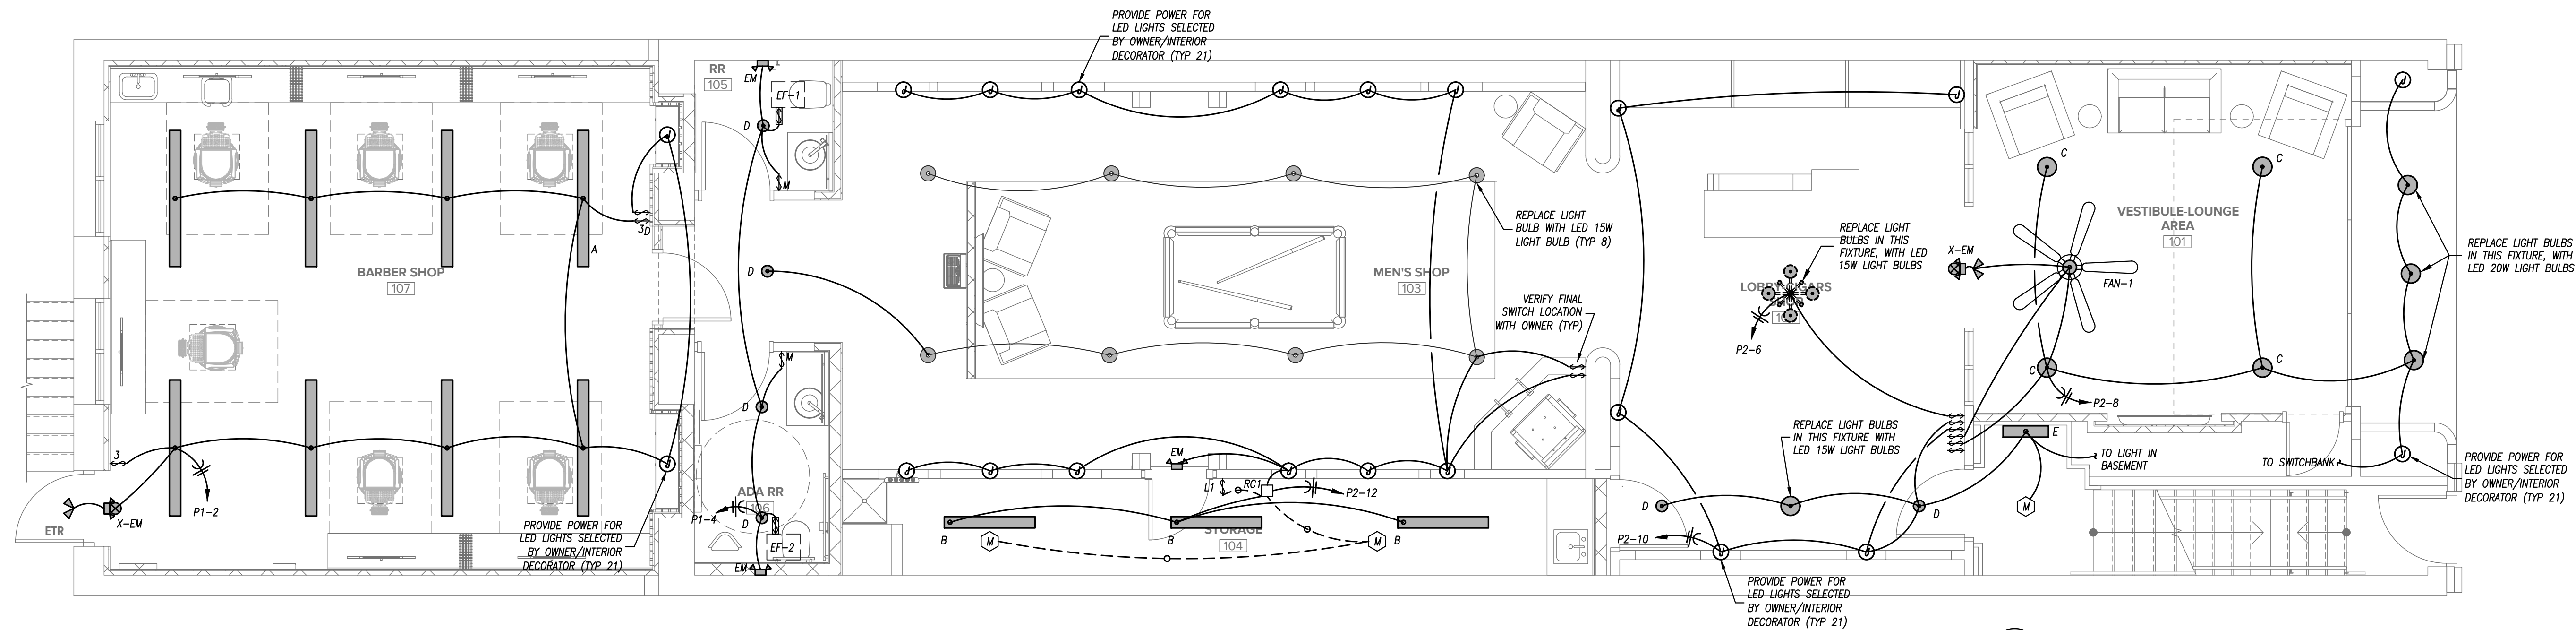 PROVIDE POWER FOR
LED LIGHTS SELECTED
BY OWNER/INTERIOR
DECORATOR (TYP 21)
RR
105
EM
EF-1
D
M
3D
A
BARBER SHOP
107
D
REPLACE LIGHT
BULB WITH LED 15W
LIGHT BULB (TYP 8)
MEN'S SHOP
103
VERIFY FINAL
SWITCH LOCATION
WITH OWNER (TYP)
REPLACE LIGHT
BULBS IN THIS
FIXTURE, WITH LED
15W LIGHT BULBS
LOBBY CIGARS
P2-6
C
C
VESTIBULE-LOUNGE
AREA
101
X-EM
FAN-1
REPLACE LIGHT BULBS
IN THIS FIXTURE, WITH
LED 20W LIGHT BULBS
C
C
P2-8
M
D
3
P1-2
X-EM
ETR
PROVIDE POWER FOR
LED LIGHTS SELECTED
BY OWNER/INTERIOR
DECORATOR (TYP 21)
ADA RR
106
P1-4
D
EF-2
EM
EM
L1
RC1
P2-12
B
M
B
STORAGE
104
M
B
REPLACE LIGHT BULBS
IN THIS FIXTURE WITH
LED 15W LIGHT BULBS
D
D
P2-10
PROVIDE POWER FOR
LED LIGHTS SELECTED
BY OWNER/INTERIOR
DECORATOR (TYP 21)
E
TO LIGHT IN
BASEMENT
M
TO SWITCHBANK
PROVIDE POWER FOR
LED LIGHTS SELECTED
BY OWNER/INTERIOR
DECORATOR (TYP 21)